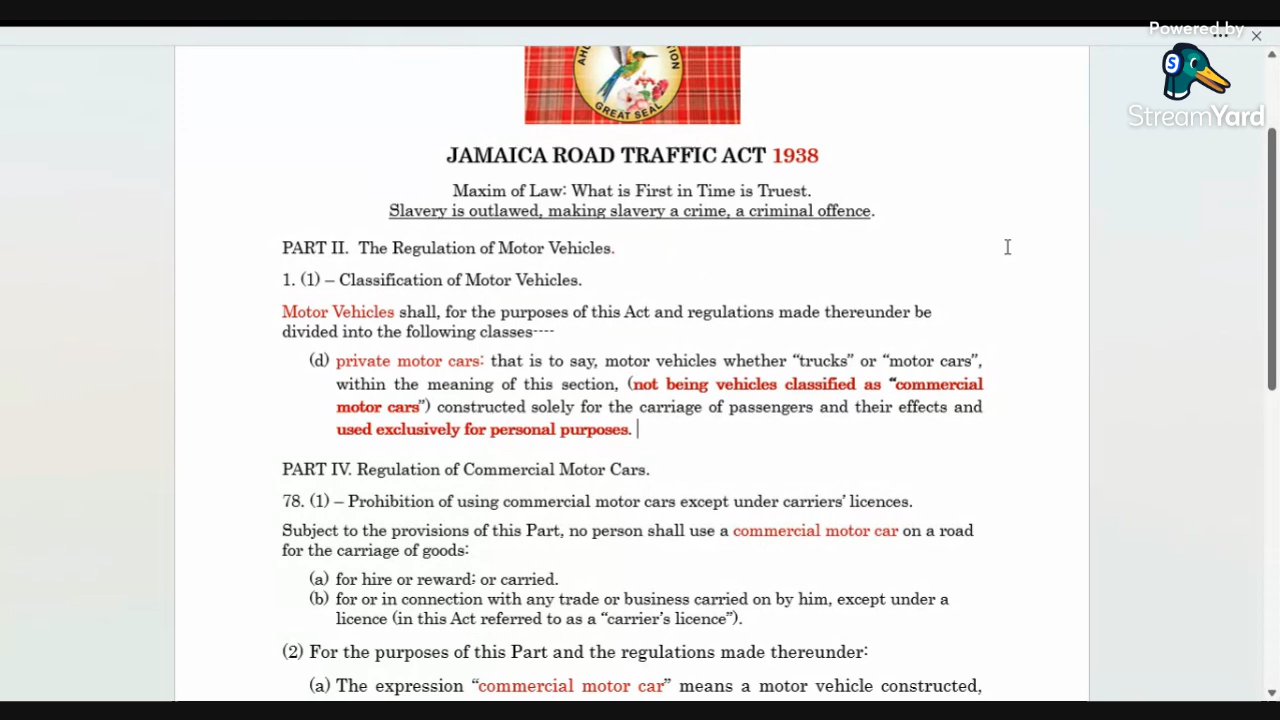 Powered by
StreamYard
GREAT SEAL
JAMAICA ROAD TRAFFIC ACT 1938
Maxim of Law: What is First in Time is Truest.
Slavery is outlawed, making slavery a crime, a criminal offence.
PART II. The Regulation of Motor Vehicles.
1. (1) – Classification of Motor Vehicles.
Motor Vehicles shall, for the purposes of this Act and regulations made thereunder be
divided into the following classes----
(d) private motor cars: that is to say, motor vehicles whether “trucks” or “motor cars”,
within the meaning of this section, (not being vehicles classified as “commercial
motor cars”) constructed solely for the carriage of passengers and their effects and
used exclusively for personal purposes.
PART IV. Regulation of Commercial Motor Cars.
78. (1) – Prohibition of using commercial motor cars except under carriers’ licences.
Subject to the provisions of this Part, no person shall use a commercial motor car on a road
for the carriage of goods:
(a) for hire or reward; or carried.
(b) for or in connection with any trade or business carried on by him, except under a
licence (in this Act referred to as a “carrier’s licence”).
(2) For the purposes of this Part and the regulations made thereunder:
(a) The expression “commercial motor car” means a motor vehicle constructed,